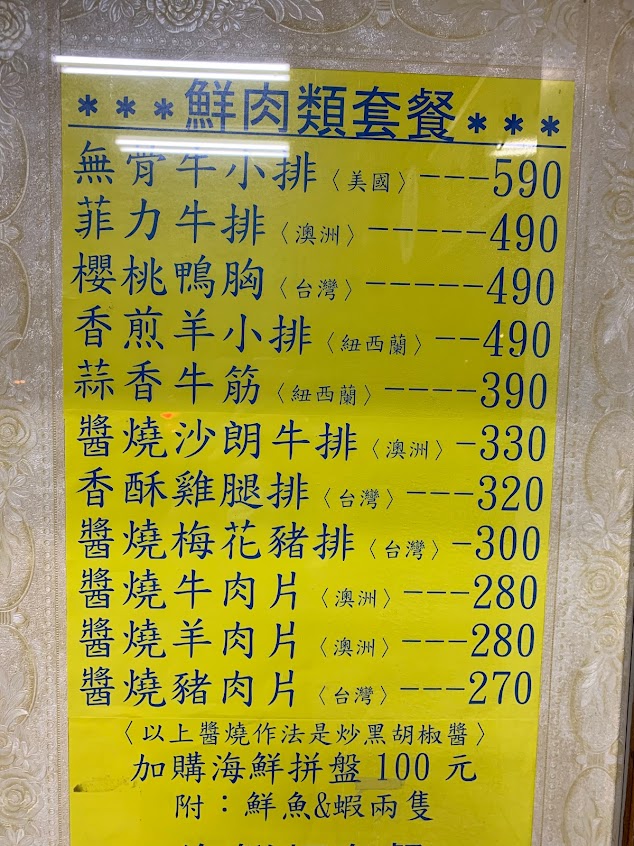 ***鮮肉類套餐***
無骨牛小排〈美國〉---590
菲力牛排〈澳洲〉-----490
櫻桃鴨胸〈台灣〉-----490
香煎羊小排〈紐西蘭〉--490
蒜香牛筋〈紐西蘭〉----390
醬燒沙朗牛排〈澳洲〉-330
香酥雞腿排〈台灣〉---320
醬燒梅花豬排〈台灣〉-300
醬燒牛肉片〈澳洲〉---280
醬燒羊肉片〈澳洲〉---280
醬燒豬肉片〈台灣〉---270
〈以上醬燒作法是炒黑胡椒醬〉
加購海鮮拼盤100元
附：鮮魚&蝦兩隻